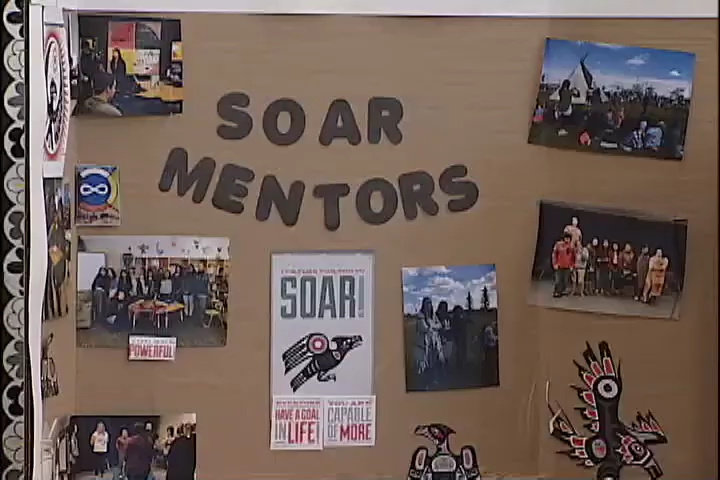 SOAR
MENTORS
SOAR!
POWERFUL
HAVE A GOAL
IN LIFE
YOU ARE
CAPABLE
OF MORE